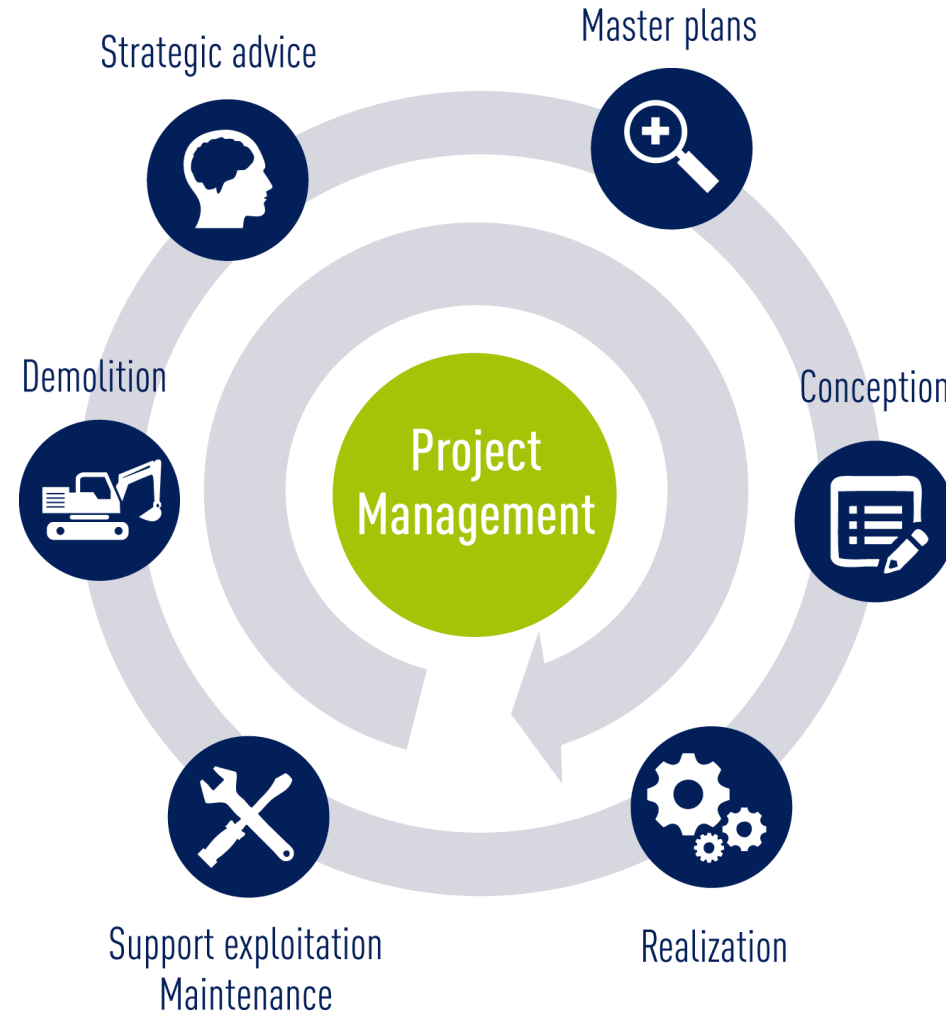 Master plans
Strategic advice
Demolition
Conception
Project
Management
Support exploitation
Maintenance
Realization